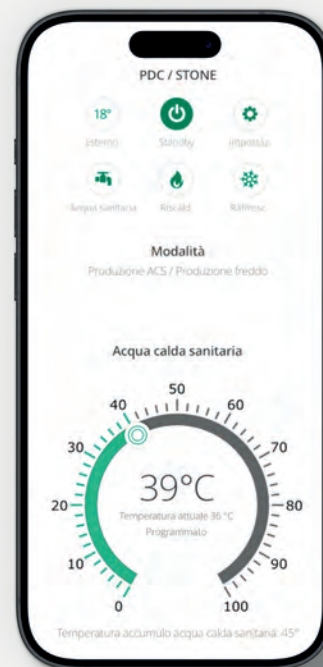 PDC / STONE
18°
Esterno Standby Impostaz.
Acqua sanitaria Riscald. Raffresc.
Modalità
Produzione ACS / Produzione freddo
Acqua calda sanitaria
50
40 60
30 70
39°C
Temperatura attuale 36 °C
20 80
Programmato
10 90
0 100
Temperatura accumulo acqua calda sanitaria: 45°